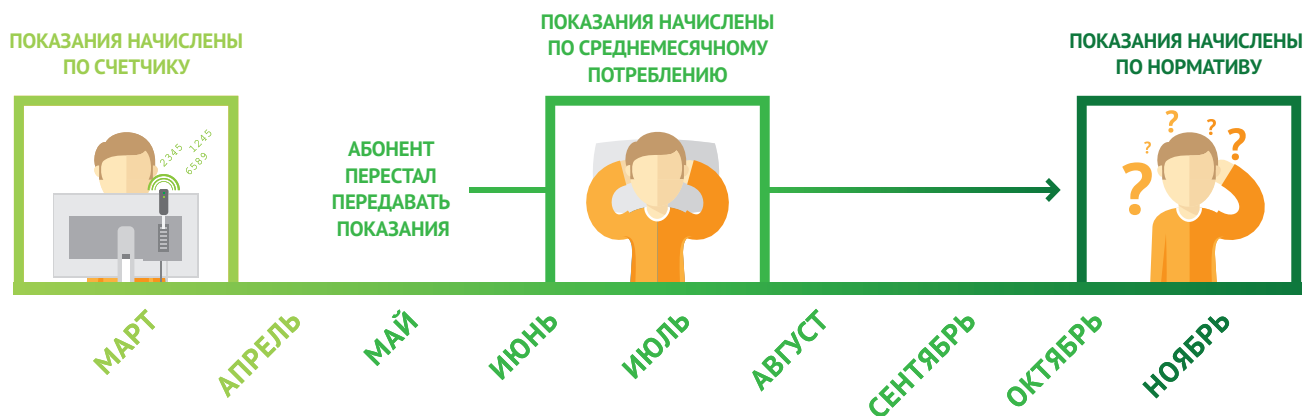 ПОКАЗАНИЯ НАЧИСЛЕНЫ
ПО СЧЕТЧИКУ
2345 1245
6589
АБОНЕНТ
ПЕРЕСТАЛ
ПЕРЕДАВАТЬ
ПОКАЗАНИЯ
ПОКАЗАНИЯ НАЧИСЛЕНЫ
ПО СРЕДНЕМЕСЯЧНОМУ
ПОТРЕБЛЕНИЮ
ПОКАЗАНИЯ НАЧИСЛЕНЫ
ПО НОРМАТИВУ
?
?
?
?
?
МАРТ
АПРЕЛЬ
МАЙ
ИЮНЬ
ИЮЛЬ
АВГУСТ
СЕНТЯБРЬ
ОКТЯБРЬ
НОЯБРЬ